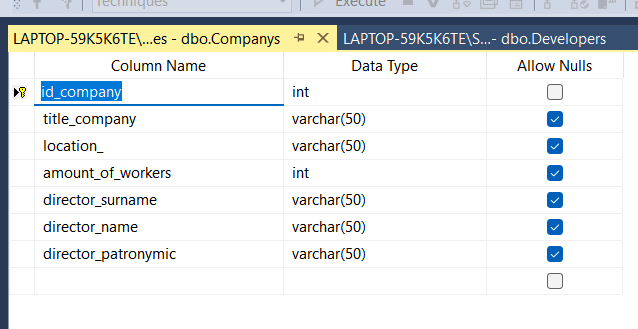 Techniques Execute
LAPTOP-59K5K6TE\...es - dbo.Companys LAPTOP-59K5K6TE\S...- dbo.Developers
Column Name Data Type Allow Nulls
id_company int
title_company varchar(50)
location_ varchar(50)
amount_of_workers int
director_surname varchar(50)
director_name varchar(50)
director_patronymic varchar(50)